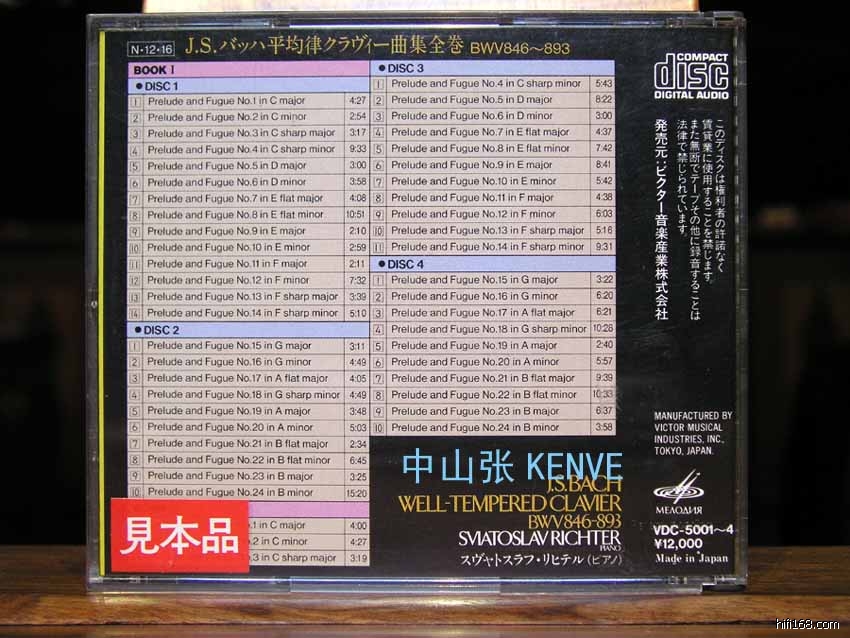 N・12・16 J.S.バッハ平均律クラヴィーア曲集全巻 BWV846〜893
BOOK I
●DISC 1
1 Prelude and Fugue No.1 in C major 4:27
2 Prelude and Fugue No.2 in C minor 2:54
3 Prelude and Fugue No.3 in C sharp major 3:17
4 Prelude and Fugue No.4 in C sharp minor 9:33
5 Prelude and Fugue No.5 in D major 3:00
6 Prelude and Fugue No.6 in D minor 3:58
7 Prelude and Fugue No.7 in E flat major 4:08
8 Prelude and Fugue No.8 in E flat minor 10:51
9 Prelude and Fugue No.9 in E major 2:10
10 Prelude and Fugue No.10 in E minor 2:59
11 Prelude and Fugue No.11 in F major 2:11
12 Prelude and Fugue No.12 in F minor 7:32
13 Prelude and Fugue No.13 in F sharp major 3:39
14 Prelude and Fugue No.14 in F sharp minor 5:10
●DISC 2
1 Prelude and Fugue No.15 in G major 3:11
2 Prelude and Fugue No.16 in G minor 4:49
3 Prelude and Fugue No.17 in A flat major 4:05
4 Prelude and Fugue No.18 in G sharp minor 4:49
5 Prelude and Fugue No.19 in A major 3:48
6 Prelude and Fugue No.20 in A minor 5:03
7 Prelude and Fugue No.21 in B flat major 2:34
8 Prelude and Fugue No.22 in B flat minor 6:45
9 Prelude and Fugue No.23 in B major 3:25
10 Prelude and Fugue No.24 in B minor 15:20
.1 in C major 4:00
.2 in C minor 4:27
.3 in C sharp major 3:19
見本品
●DISC 3
1 Prelude and Fugue No.4 in C sharp minor 5:43
2 Prelude and Fugue No.5 in D major 8:22
3 Prelude and Fugue No.6 in D minor 3:00
4 Prelude and Fugue No.7 in E flat major 4:37
5 Prelude and Fugue No.8 in E flat minor 7:42
6 Prelude and Fugue No.9 in E major 8:41
7 Prelude and Fugue No.10 in E minor 5:42
8 Prelude and Fugue No.11 in F major 4:38
9 Prelude and Fugue No.12 in F minor 6:03
10 Prelude and Fugue No.13 in F sharp major 5:16
11 Prelude and Fugue No.14 in F sharp minor 9:31
●DISC 4
1 Prelude and Fugue No.15 in G major 3:22
2 Prelude and Fugue No.16 in G minor 6:20
3 Prelude and Fugue No.17 in A flat major 6:21
4 Prelude and Fugue No.18 in G sharp minor 10:28
5 Prelude and Fugue No.19 in A major 2:40
6 Prelude and Fugue No.20 in A minor 5:57
7 Prelude and Fugue No.21 in B flat major 9:39
8 Prelude and Fugue No.22 in B flat minor 10:33
9 Prelude and Fugue No.23 in B major 6:37
10 Prelude and Fugue No.24 in B minor 3:58
中山张 KENVE
J.S.BACH
WELL-TEMPERED CLAVIER
BWV846-893
SVIATOSLAV RICHTER
PIANO
スヴャトスラフ・リヒテル(ピアノ)
COMPACT
disc
DIGITAL AUDIO
このディスクは権利者の許諾なく
賃貸業に使用することを禁じます。
また無断でテープその他に録音することは
法律で禁じられています。
発売元:ビクター音楽産業株式会社
MANUFACTURED BY
VICTOR MUSICAL
INDUSTRIES, INC.,
TOKYO, JAPAN.
МЕЛОДИЯ
VDC-5001〜4
¥12,000
Made in Japan
hifi168.com